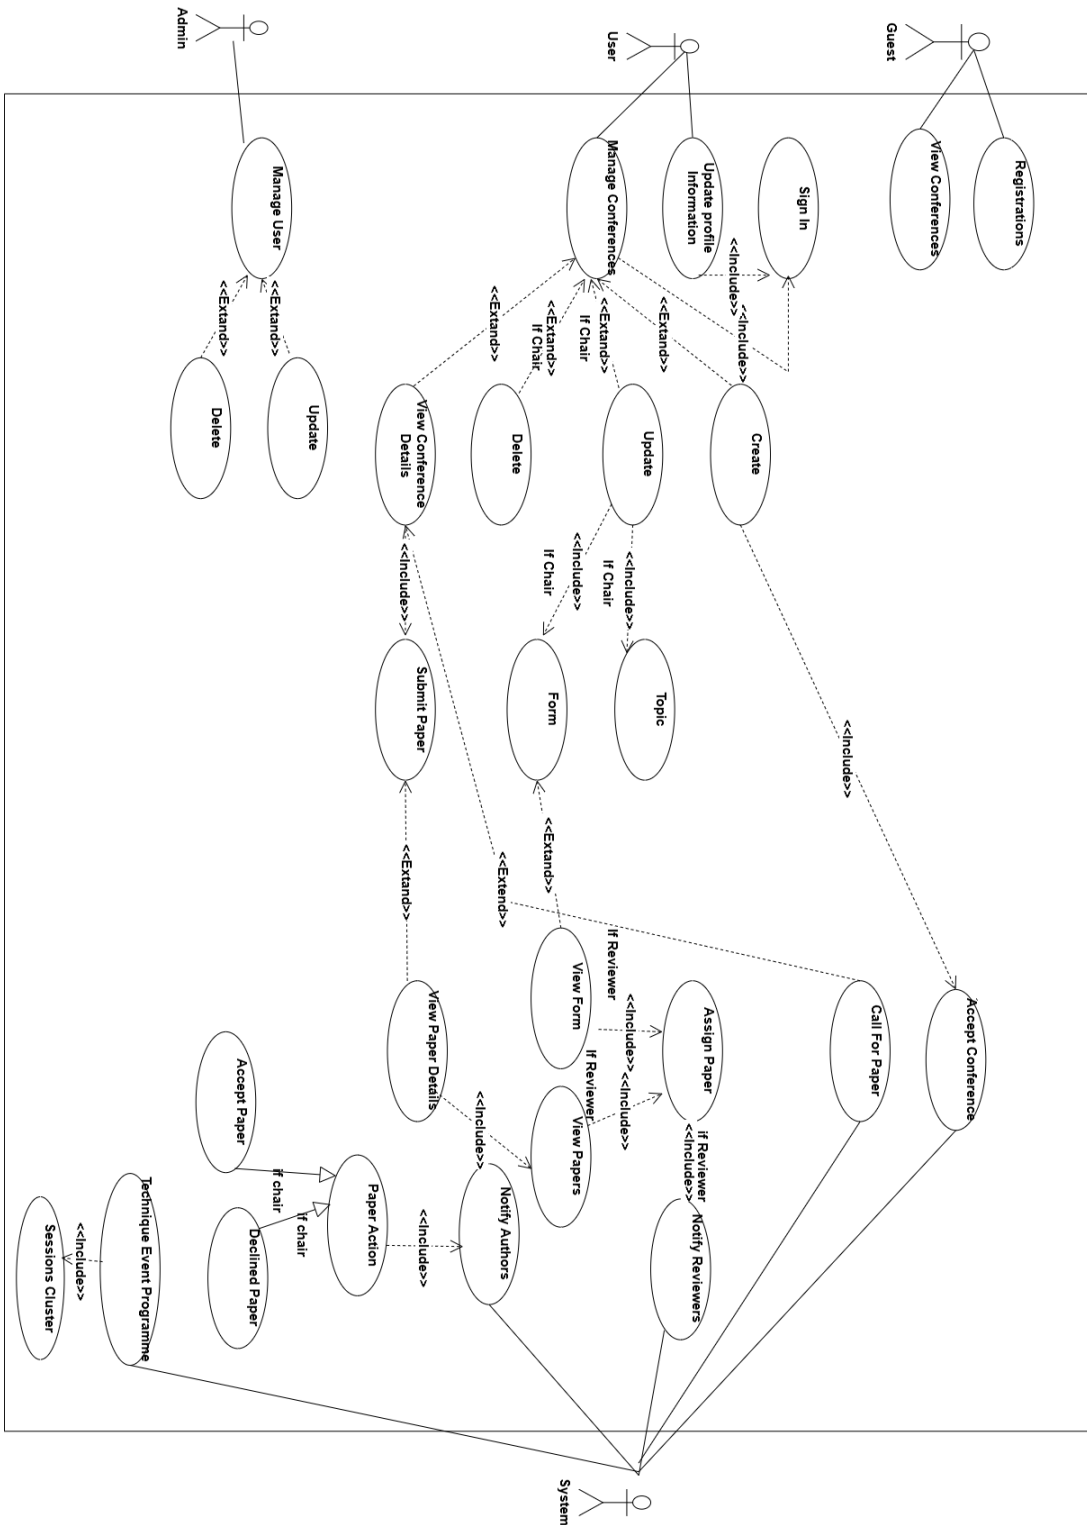 Guest
Registrations
View Conferences
User
Sign In
Update profile
Information
Manage Conferences
<<Include>>
<<Include>>
<<Extand>>
<<Extand>>
If Chair
<<Extand>>
If Chair
<<Extand>>
Create
Update
Delete
View Conference
Details
<<Include>>
<<Include>>
If Chair
<<Include>>
If Chair
<<Include>>
Topic
Form
Submit Paper
<<Extand>>
<<Extend>>
<<Extand>>
Accept Conference
Call For Paper
Assign Paper
If Reviewer
<<Include>>
View Form
If Reviewer
<<Include>>
View Papers
View Paper Details
<<Include>>
if Reviewer
<<Include>>
Notify Reviewers
Notify Authors
<<Include>>
Paper Action
Accept Paper
if chair
if chair
Declined Paper
Technique Event Programme
<<Include>>
Sessions Cluster
System
Admin
Manage User
<<Extand>>
<<Extand>>
Update
Delete